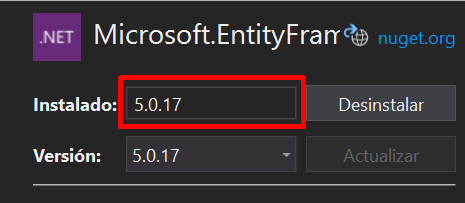 .NET Microsoft.EntityFram nuget.org
Instalado: 5.0.17 Desinstalar
Versión: 5.0.17 Actualizar